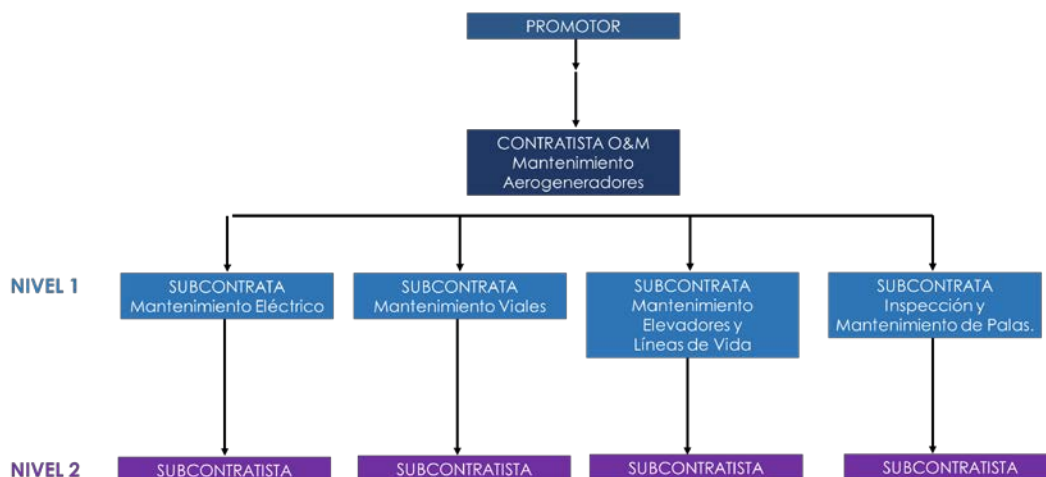 PROMOTOR
CONTRATISTA O&M
Mantenimiento
Aerogeneradores
NIVEL 1
SUBCONTRATA
Mantenimiento Eléctrico
SUBCONTRATA
Mantenimiento Viales
SUBCONTRATA
Mantenimiento
Elevadores y
Líneas de Vida
SUBCONTRATA
Inspección y
Mantenimiento de Palas.
NIVEL 2
SUBCONTRATISTA
SUBCONTRATISTA
SUBCONTRATISTA
SUBCONTRATISTA